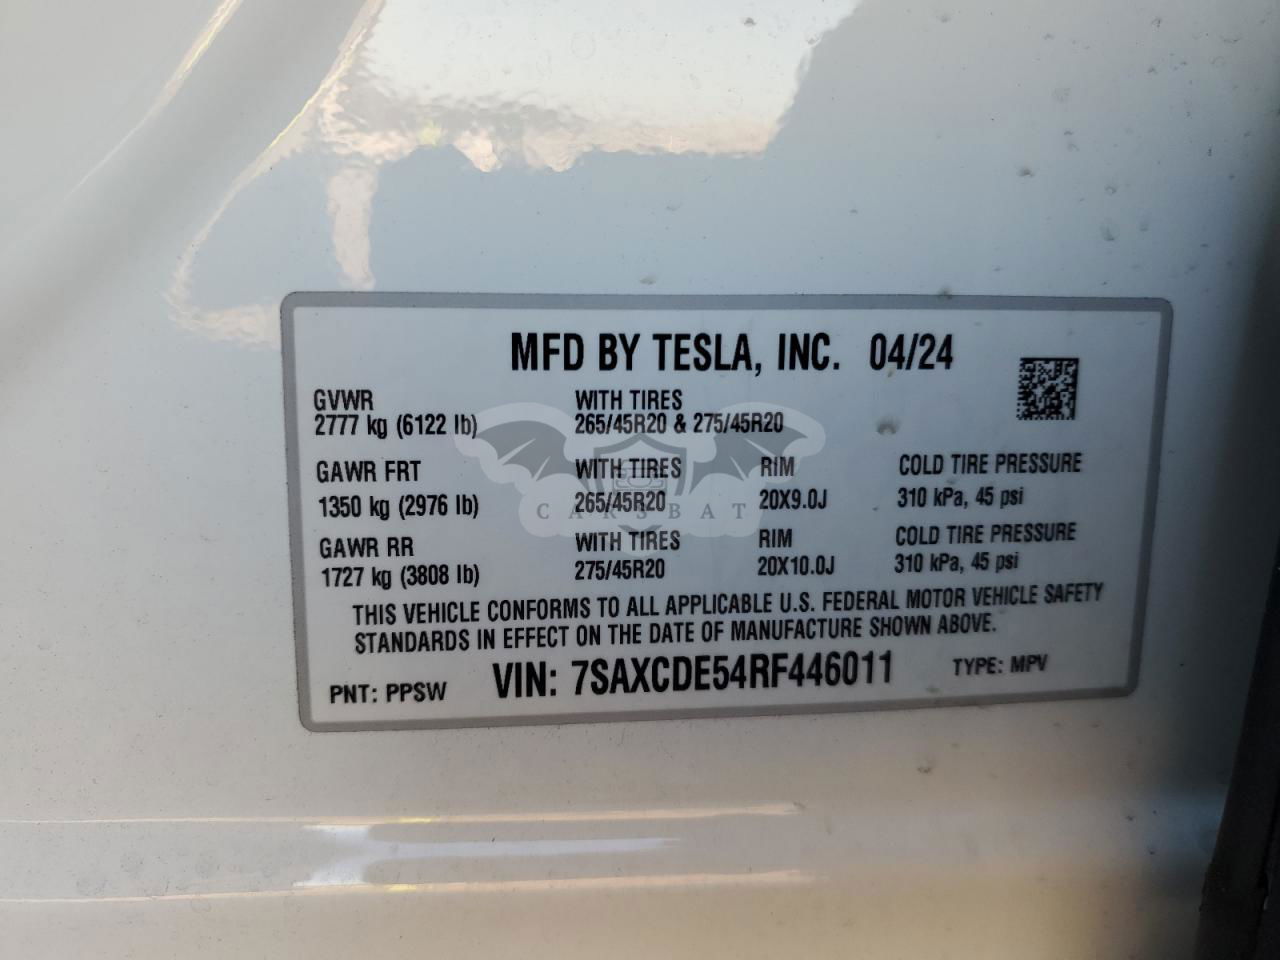 MFD BY TESLA, INC. 04/24
GVWR WITH TIRES
2777 kg (6122 lb) 265/45R20 & 275/45R20
GAWR FRT WITH TIRES RIM COLD TIRE PRESSURE
1350 kg (2976 lb) 265/45R20 20X9.0J 310 kPa, 45 psi
CARSBAT
GAWR RR WITH TIRES RIM COLD TIRE PRESSURE
1727 kg (3808 lb) 275/45R20 20X10.0J 310 kPa, 45 psi
THIS VEHICLE CONFORMS TO ALL APPLICABLE U.S. FEDERAL MOTOR VEHICLE SAFETY
STANDARDS IN EFFECT ON THE DATE OF MANUFACTURE SHOWN ABOVE.
PNT: PPSW VIN: 7SAXCDE54RF446011 TYPE: MPV